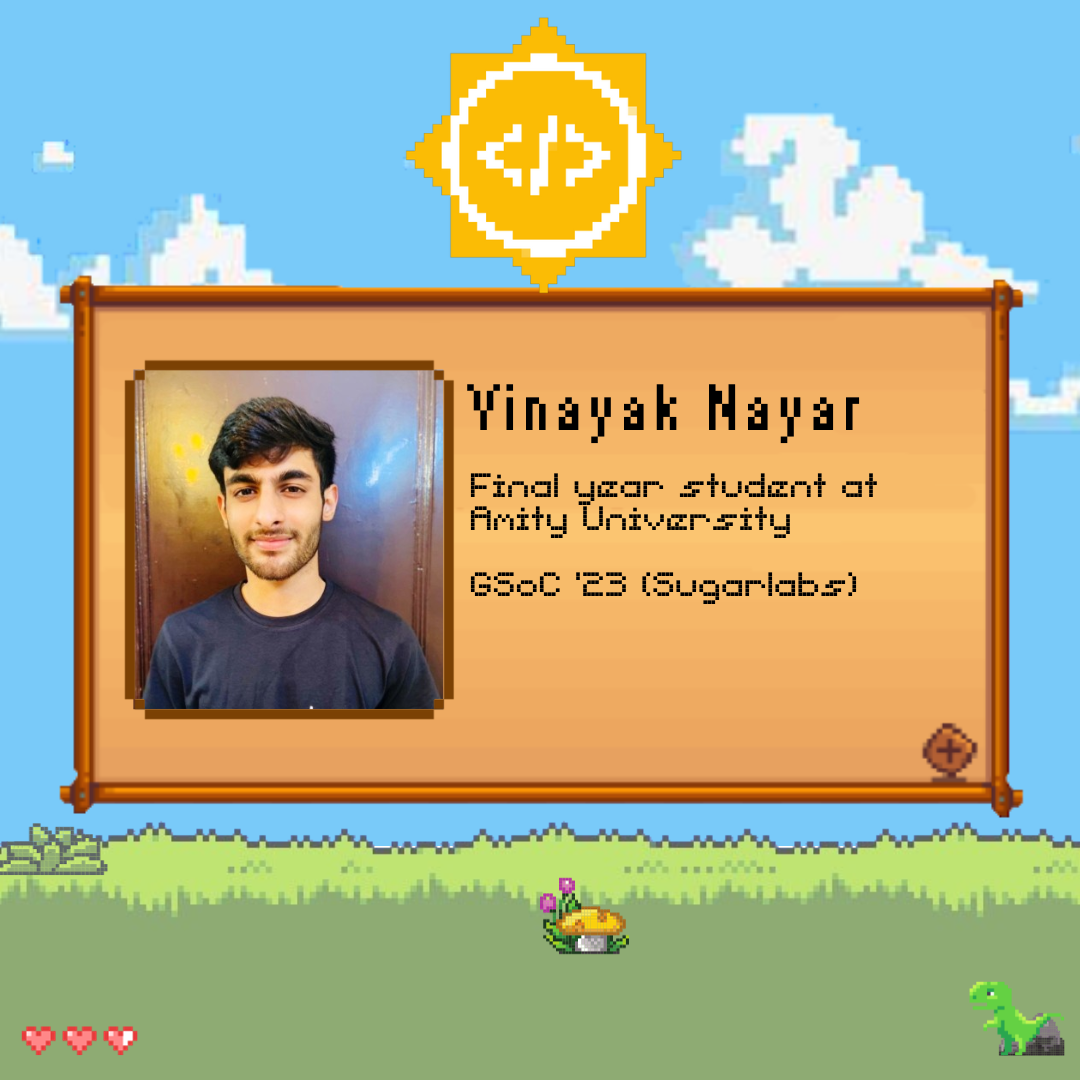 </>
Vinayak Nayar
Final year student at
Amity University
GSoC '23 (Sugarlabs)